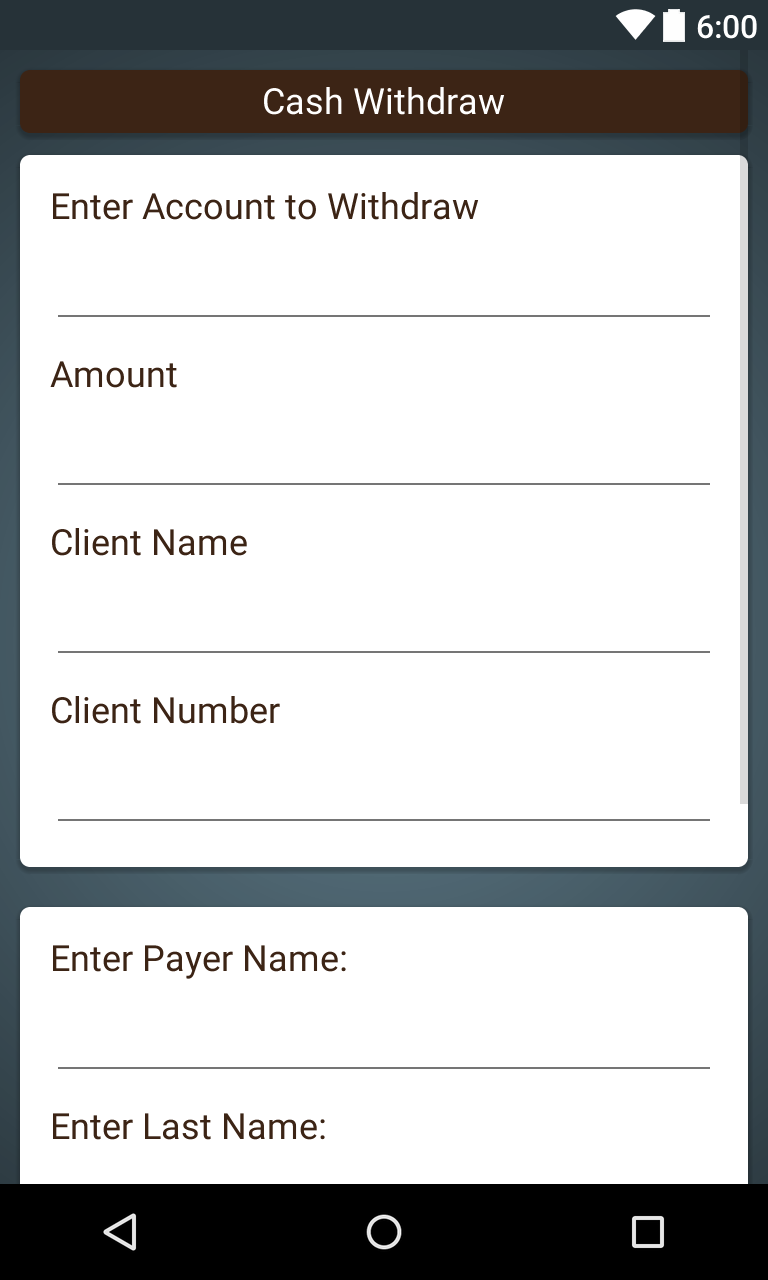 6:00
Cash Withdraw
Enter Account to Withdraw
Amount
Client Name
Client Number
Enter Payer Name:
Enter Last Name: